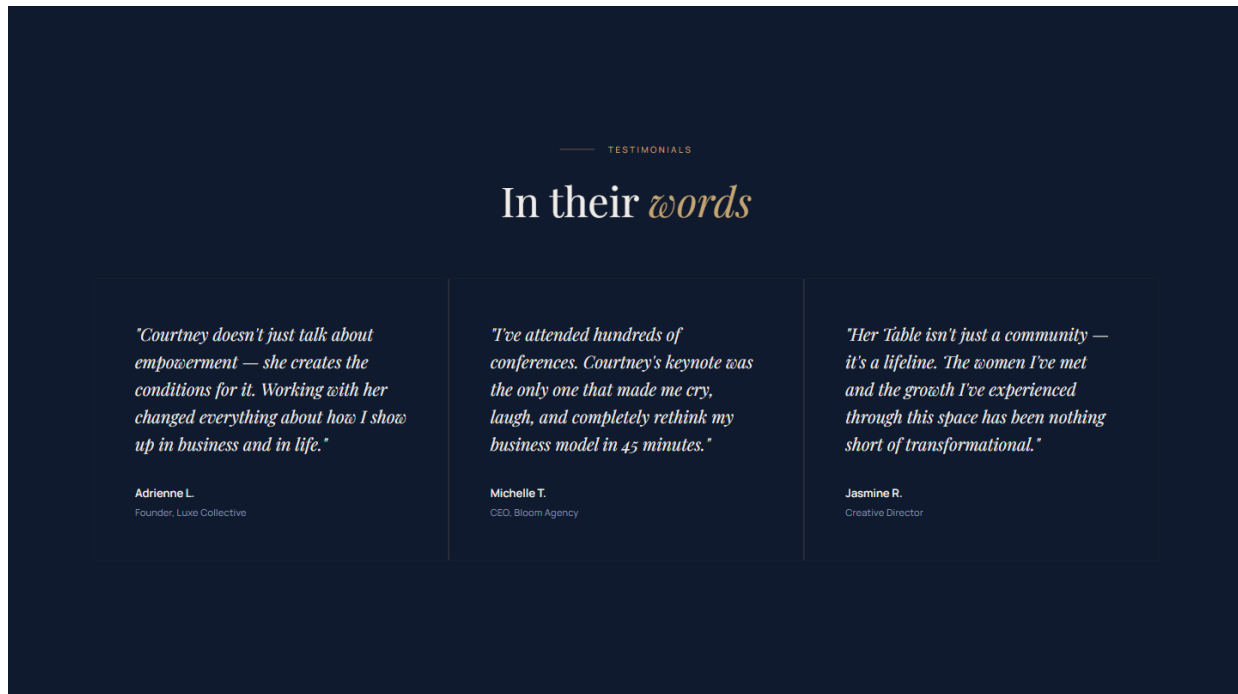 TESTIMONIALS
In their words
"Courtney doesn't just talk about
empowerment — she creates the
conditions for it. Working with her
changed everything about how I show
up in business and in life."
Adrienne L.
Founder, Luxe Collective
"I've attended hundreds of
conferences. Courtney's keynote was
the only one that made me cry,
laugh, and completely rethink my
business model in 45 minutes."
Michelle T.
CEO, Bloom Agency
"Her Table isn't just a community —
it's a lifeline. The women I've met
and the growth I've experienced
through this space has been nothing
short of transformational."
Jasmine R.
Creative Director